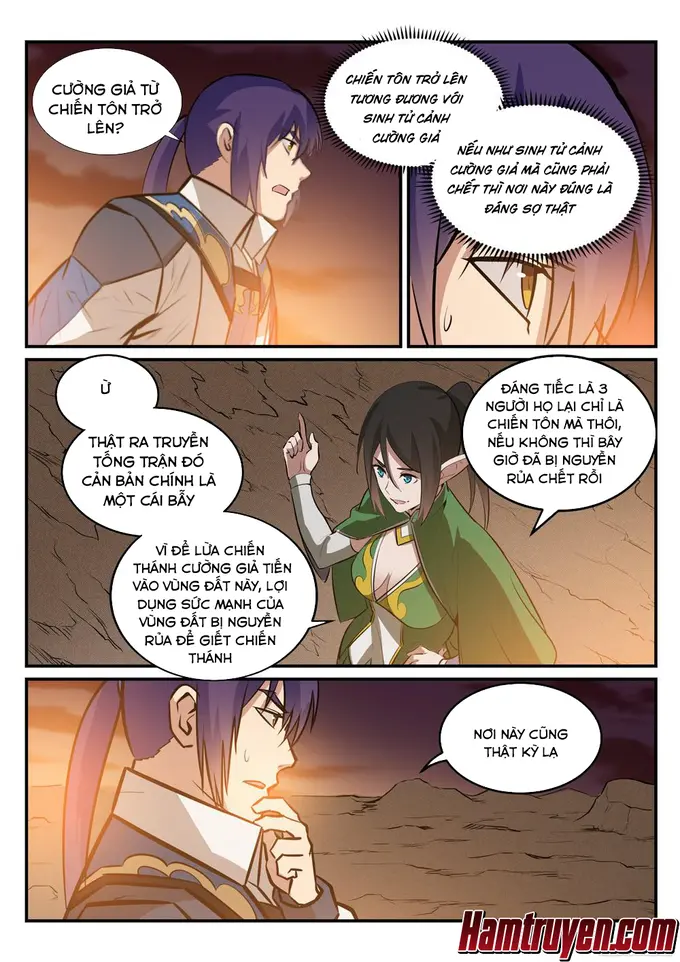 CƯỜNG GIẢ TỪ
CHIẾN TÔN TRỞ
LÊN?
CHIẾN TÔN TRỞ LÊN
TƯƠNG ĐƯƠNG VỚI
SINH TỬ CẢNH
CƯỜNG GIẢ
NẾU NHƯ SINH TỬ CẢNH
CƯỜNG GIẢ MÀ CŨNG PHẢI
CHẾT THÌ NƠI NÀY ĐÚNG LÀ
ĐÁNG SỢ THẬT
Ừ
THẬT RA TRUYỀN
TỐNG TRẬN ĐÓ
CĂN BẢN CHÍNH LÀ
MỘT CÁI BẪY
VÌ ĐỂ LỪA CHIẾN
THÁNH CƯỜNG GIẢ TIẾN
VÀO VÙNG ĐẤT NÀY, LỢI
DỤNG SỨC MẠNH CỦA
VÙNG ĐẤT BỊ NGUYỀN
RỦA ĐỂ GIẾT CHIẾN
THÁNH
ĐÁNG TIẾC LÀ 3
NGƯỜI HỌ LẠI CHỈ LÀ
CHIẾN TÔN MÀ THÔI,
NẾU KHÔNG THÌ BÂY
GIỜ ĐÃ BỊ NGUYỀN
RỦA CHẾT RỒI
NƠI NÀY CŨNG
THẬT KỲ LẠ
Hamtruyen.com